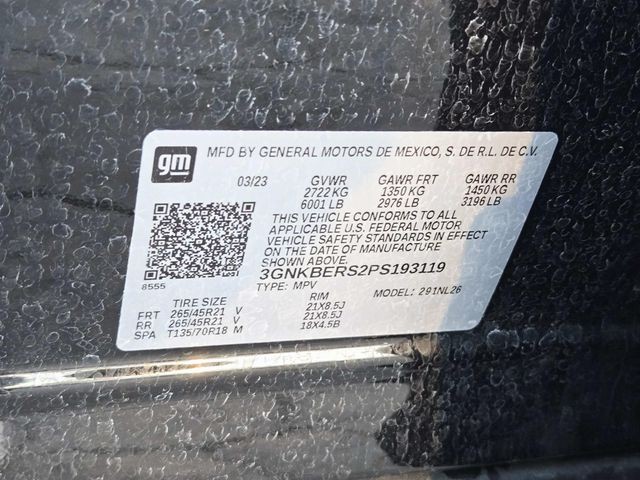 gm MFD BY GENERAL MOTORS DE MEXICO, S. DE R.L. DE C.V.
03/23 GVWR GAWR FRT GAWR RR
2722 KG 1350 KG 1450 KG
6001 LB 2976 LB 3196 LB
THIS VEHICLE CONFORMS TO ALL
APPLICABLE U.S. FEDERAL MOTOR
VEHICLE SAFETY STANDARDS IN EFFECT
ON THE DATE OF MANUFACTURE
SHOWN ABOVE.
3GNKBERS2PS193119
8555 TYPE: MPV MODEL: 291NL26
TIRE SIZE RIM
FRT 265/45R21 V 21X8.5J
RR 265/45R21 V 21X8.5J
SPA T135/70R18 M 18X4.5B